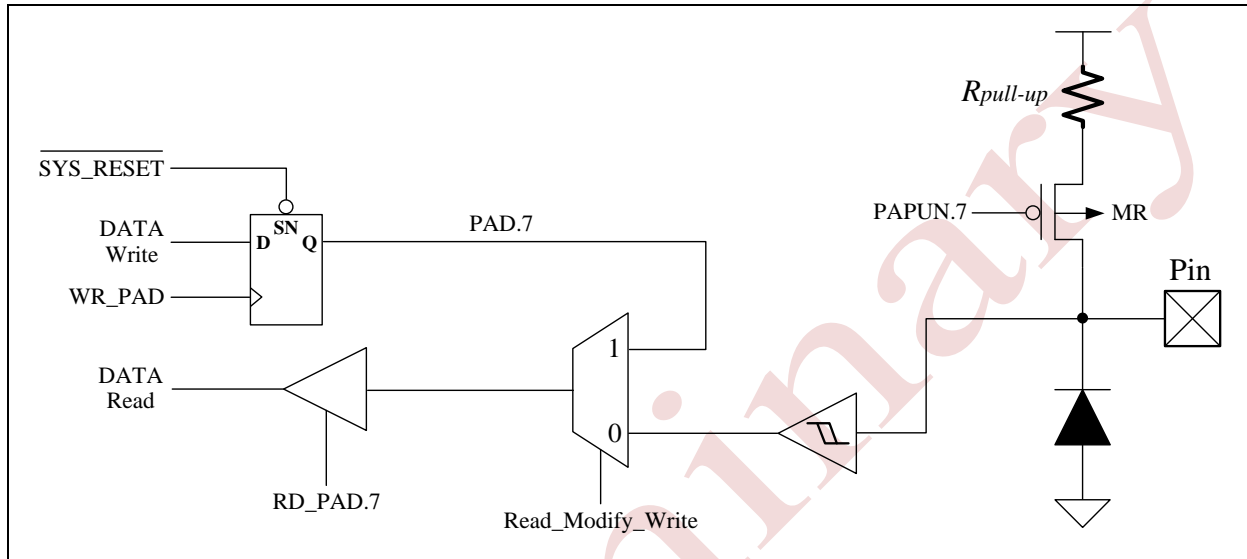 Rpull-up
SYS_RESET
PAPUN.7
MR
DATA
Write
D
SN
Q
PAD.7
Pin
WR_PAD
1
DATA
Read
0
RD_PAD.7
Read_Modify_Write
inary